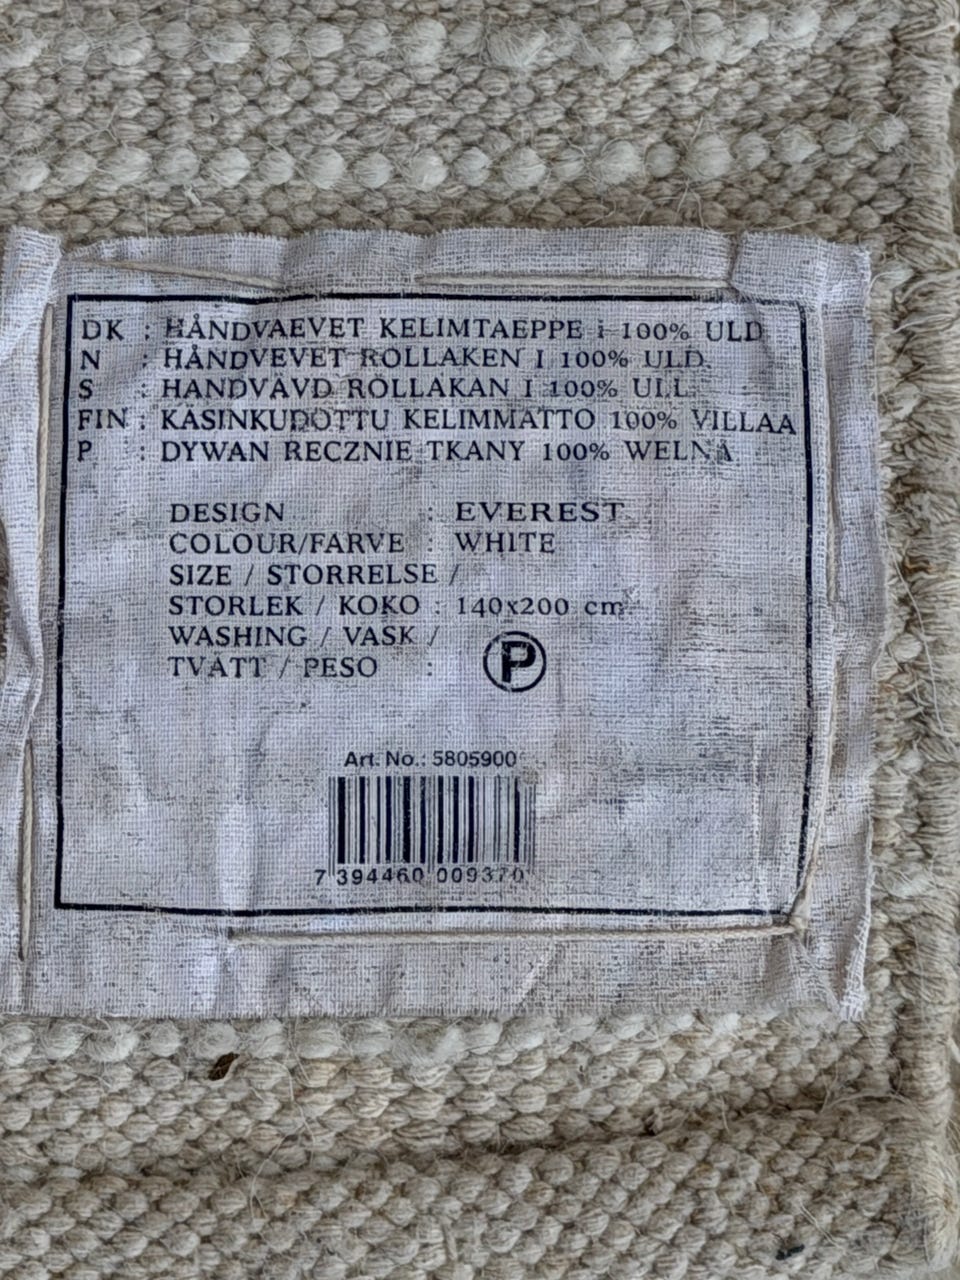 DK : HÅNDVAEVET KELIMTAEPPE i 100% ULD
N : HÅNDVEVET ROLLAKEN I 100% ULD.
S : HANDVÄVD ROLLAKAN I 100% ULL
FIN : KÄSINKUDOTTU KELIMMATTO 100% VILLAA
P : DYWAN RECZNIE TKANY 100% WELNA
DESIGN : EVEREST
COLOUR/FARVE : WHITE
SIZE / STORRELSE /
STORLEK / KOKO : 140x200 cm
WASHING / VASK /
TVÄTT / PESO : P
Art. No.: 5805900
7 394460 009370